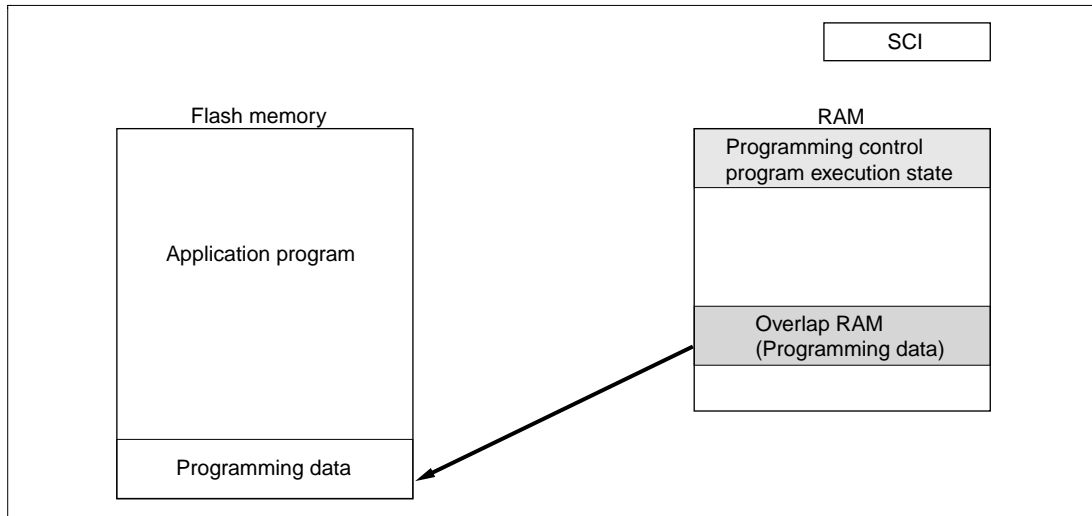 SCI
Flash memory
RAM
Programming control
program execution state
Application program
Overlap RAM
(Programming data)
Programming data